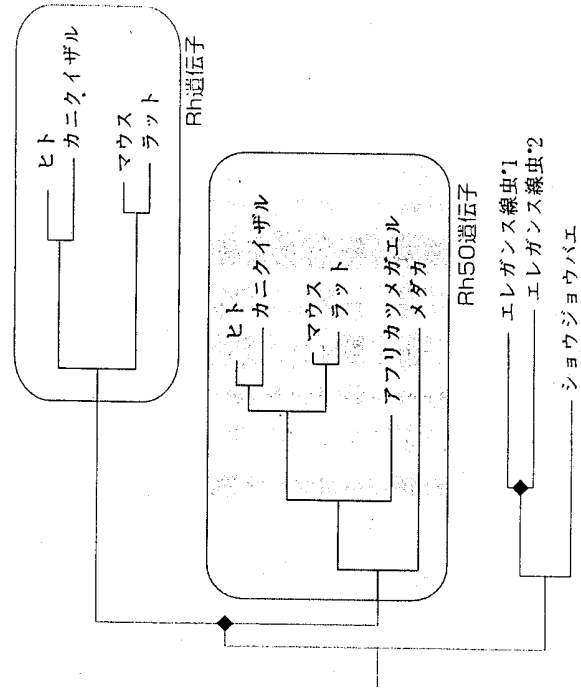 ヒト
カニクイザル
マウス
ラット
Rh遺伝子
ヒト
カニクイザル
マウス
ラット
アフリカツメガエル
メダカ
Rh50遺伝子
エレガンス線虫*1
エレガンス線虫*2
ショウジョウバエ